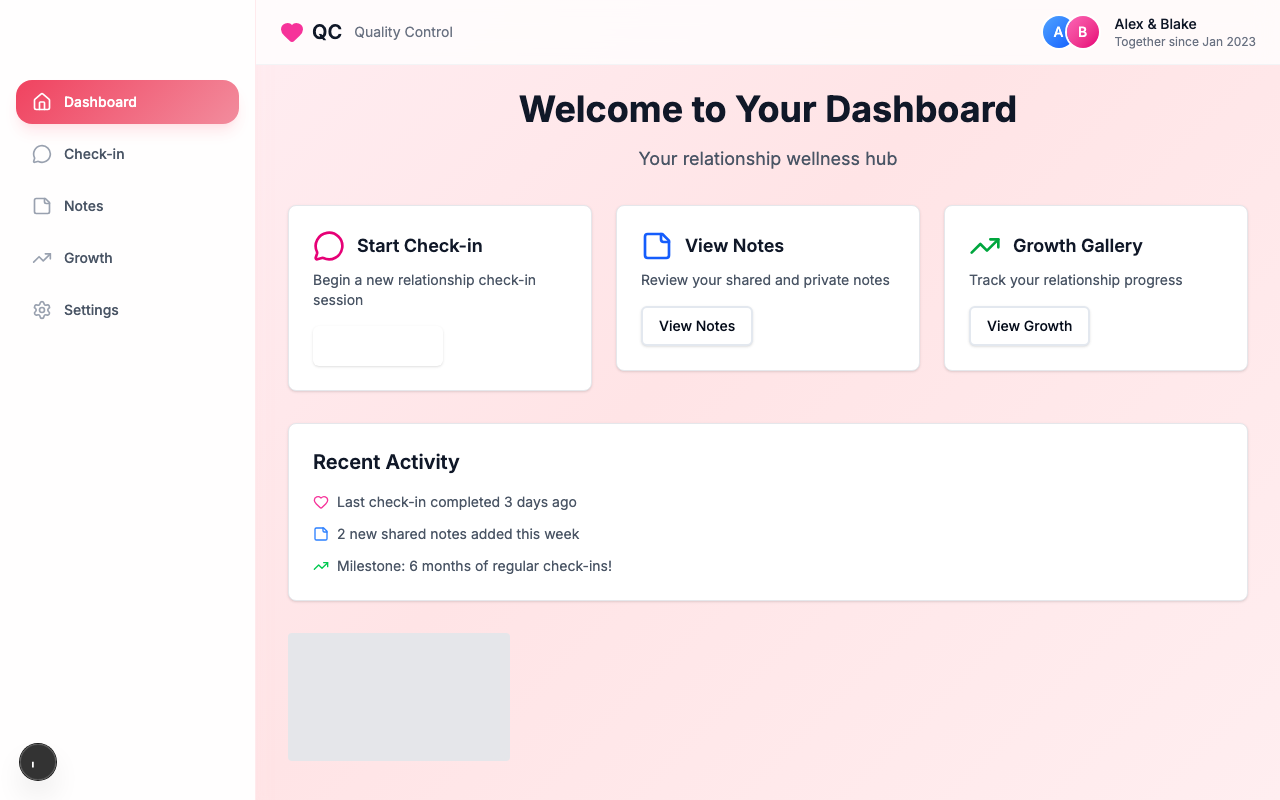 QC Quality Control
A B
Alex & Blake
Together since Jan 2023
Dashboard
Check-in
Notes
Growth
Settings
Welcome to Your Dashboard
Your relationship wellness hub
Start Check-in
Begin a new relationship check-in
session
View Notes
Review your shared and private notes
View Notes
Growth Gallery
Track your relationship progress
View Growth
Recent Activity
Last check-in completed 3 days ago
2 new shared notes added this week
Milestone: 6 months of regular check-ins!